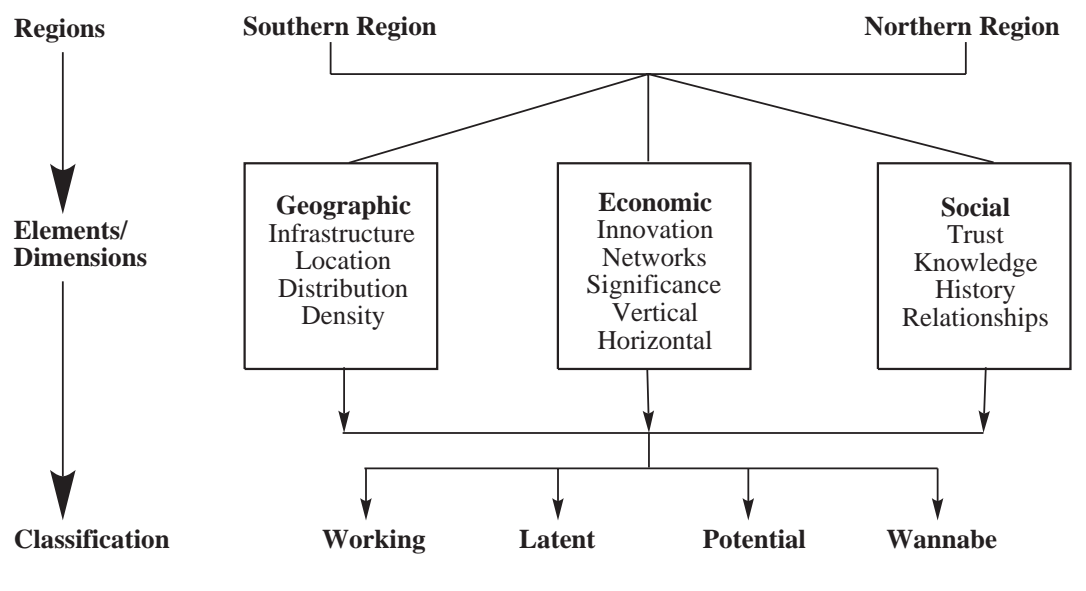 Regions
Southern Region
Northern Region
Elements/
Dimensions
Geographic
Infrastructure
Location
Distribution
Density
Economic
Innovation
Networks
Significance
Vertical
Horizontal
Social
Trust
Knowledge
History
Relationships
Classification
Working
Latent
Potential
Wannabe